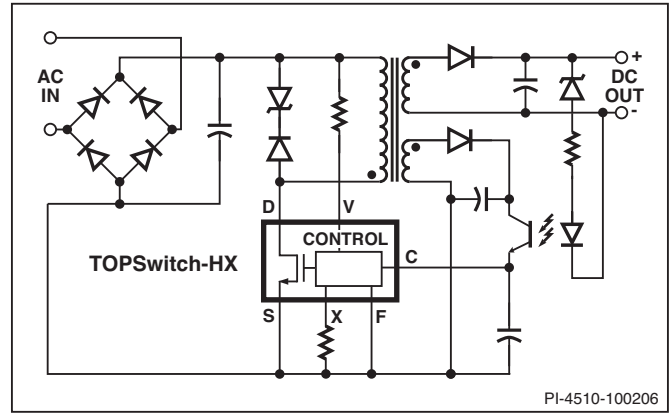 AC
IN
+
DC
OUT
-
D
V
CONTROL
TOPSwitch-HX
C
S
X
F
PI-4510-100206